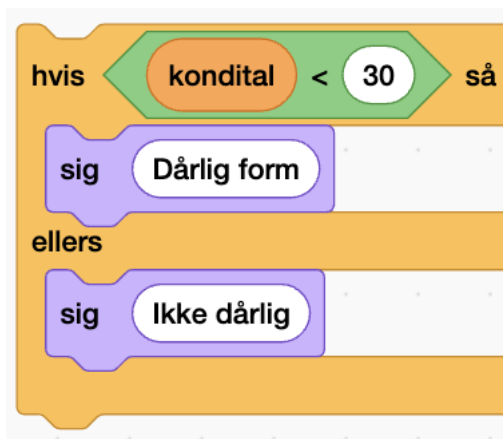 hvis kondital < 30 så
sig Dårlig form
ellers
sig Ikke dårlig